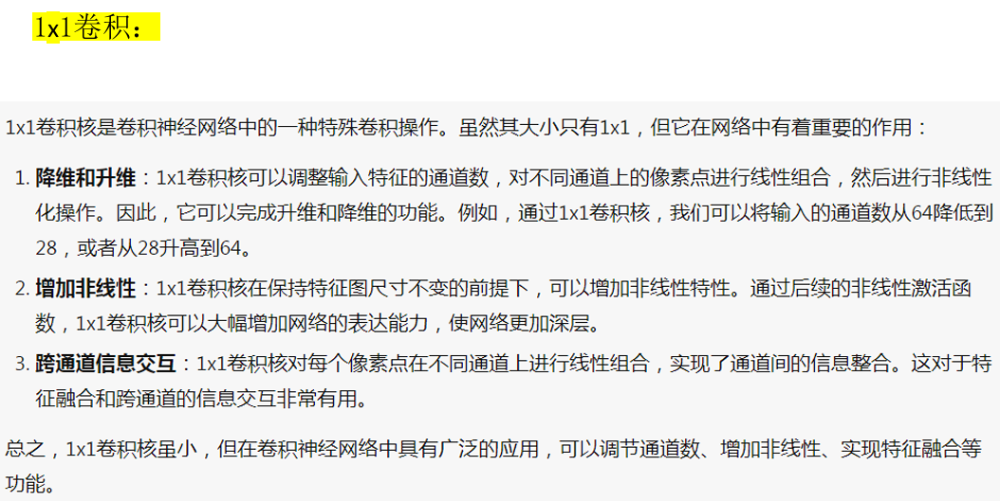 1x1卷积：
1x1卷积核是卷积神经网络中的一种特殊卷积操作。虽然其大小只有1x1，但它在网络中有着重要的作用：
1. 降维和升维：1x1卷积核可以调整输入特征的通道数，对不同通道上的像素点进行线性组合，然后进行非线性
化操作。因此，它可以完成升维和降维的功能。例如，通过1x1卷积核，我们可以将输入的通道数从64降低到
28，或者从28升高到64。
2. 增加非线性：1x1卷积核在保持特征图尺寸不变的前提下，可以增加非线性特性。通过后续的非线性激活函
数，1x1卷积核可以大幅增加网络的表达能力，使网络更加深层。
3. 跨通道信息交互：1x1卷积核对每个像素点在不同通道上进行线性组合，实现了通道间的信息整合。这对于特
征融合和跨通道的信息交互非常有用。
总之，1x1卷积核虽小，但在卷积神经网络中具有广泛的应用，可以调节通道数、增加非线性、实现特征融合等
功能。